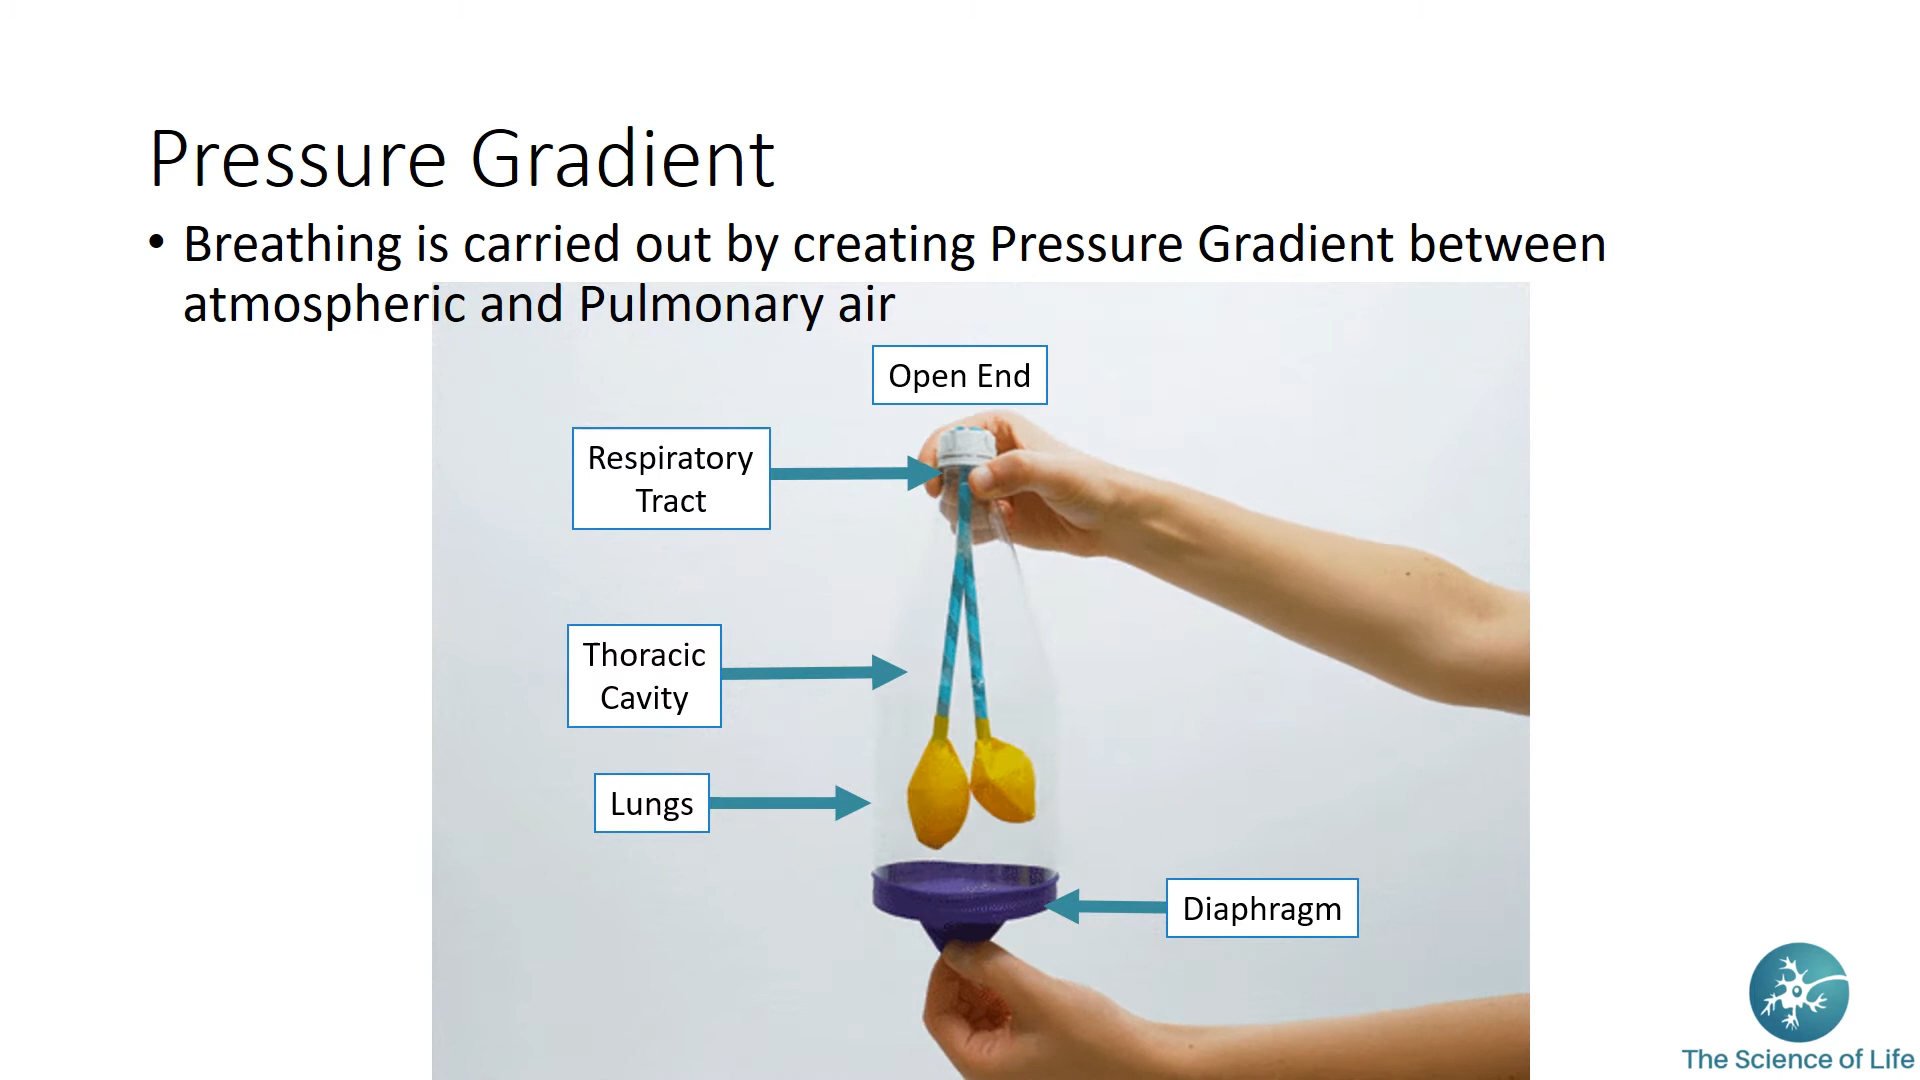 Pressure Gradient
• Breathing is carried out by creating Pressure Gradient between
atmospheric and Pulmonary air
Open End
Respiratory
Tract
Thoracic
Cavity
Lungs
Diaphragm
The Science of Life